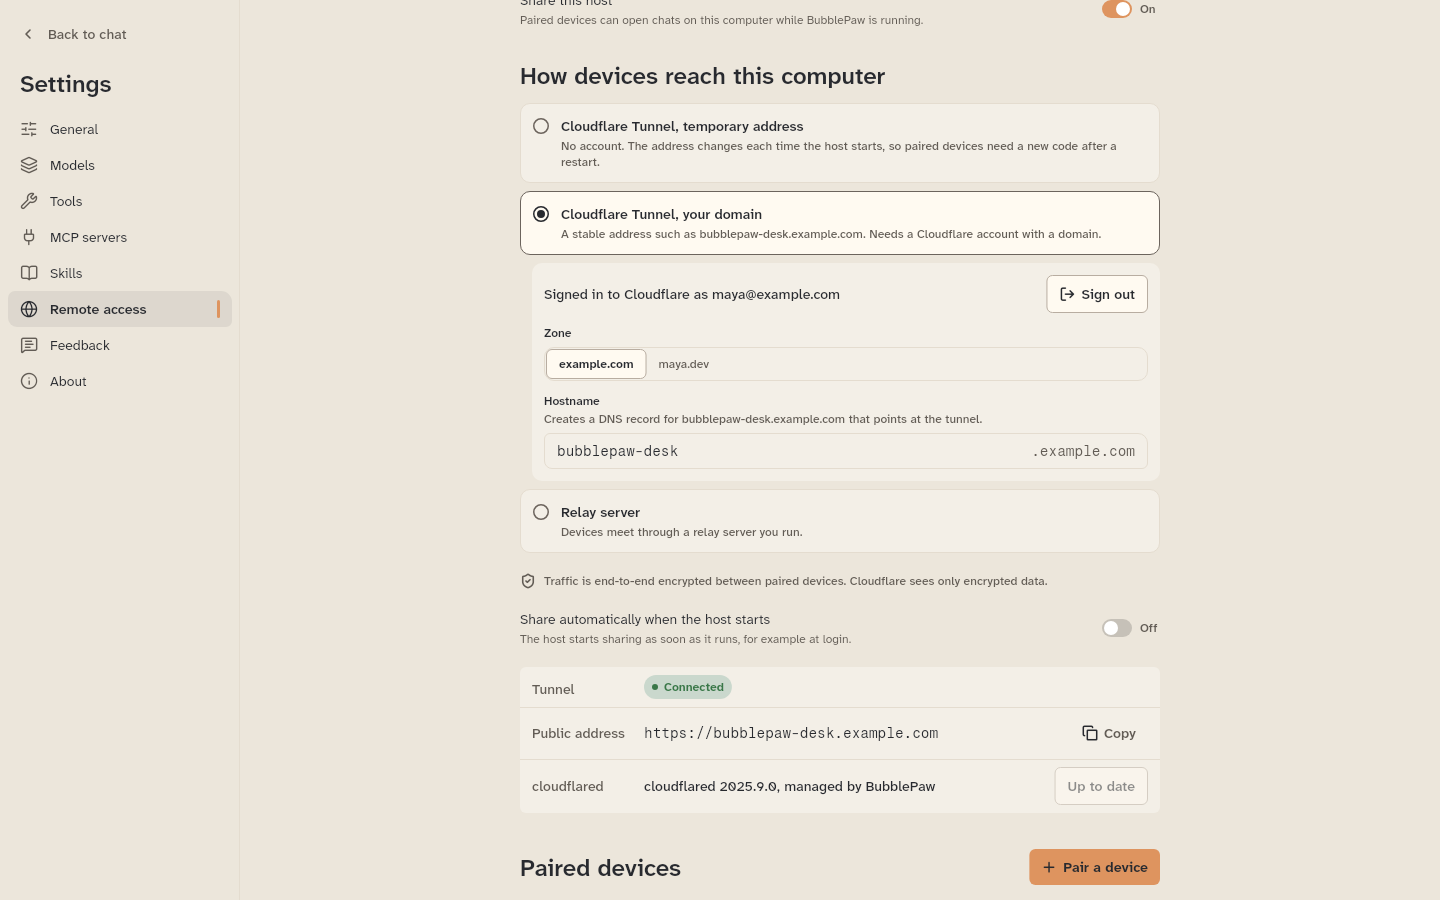 Back to chat
Settings
General
Models
Tools
MCP servers
Skills
Remote access
Feedback
About
Share this host
Paired devices can open chats on this computer while BubblePaw is running.
On
How devices reach this computer
Cloudflare Tunnel, temporary address
No account. The address changes each time the host starts, so paired devices need a new code after a
restart.
Cloudflare Tunnel, your domain
A stable address such as bubblepaw-desk.example.com. Needs a Cloudflare account with a domain.
Signed in to Cloudflare as maya@example.com
Sign out
Zone
example.com
maya.dev
Hostname
Creates a DNS record for bubblepaw-desk.example.com that points at the tunnel.
bubblepaw-desk
.example.com
Relay server
Devices meet through a relay server you run.
Traffic is end-to-end encrypted between paired devices. Cloudflare sees only encrypted data.
Share automatically when the host starts
The host starts sharing as soon as it runs, for example at login.
Off
Tunnel
Connected
Public address
https://bubblepaw-desk.example.com
Copy
cloudflared
cloudflared 2025.9.0, managed by BubblePaw
Up to date
Paired devices
Pair a device